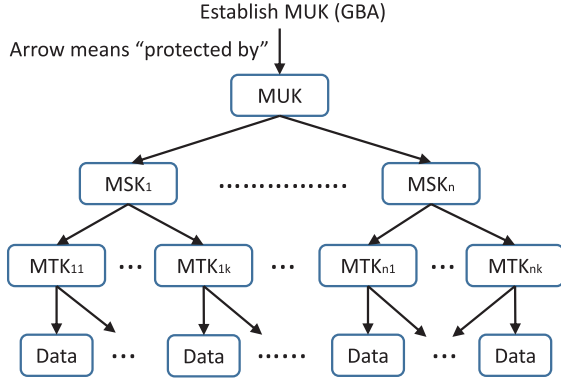 Establish MUK (GBA)
Arrow means “protected by”
MUK
MSK1 ................ MSKn
MTK11 ... MTK1k ... MTKn1 ... MTKnk
Data ... Data ...... Data ... Data